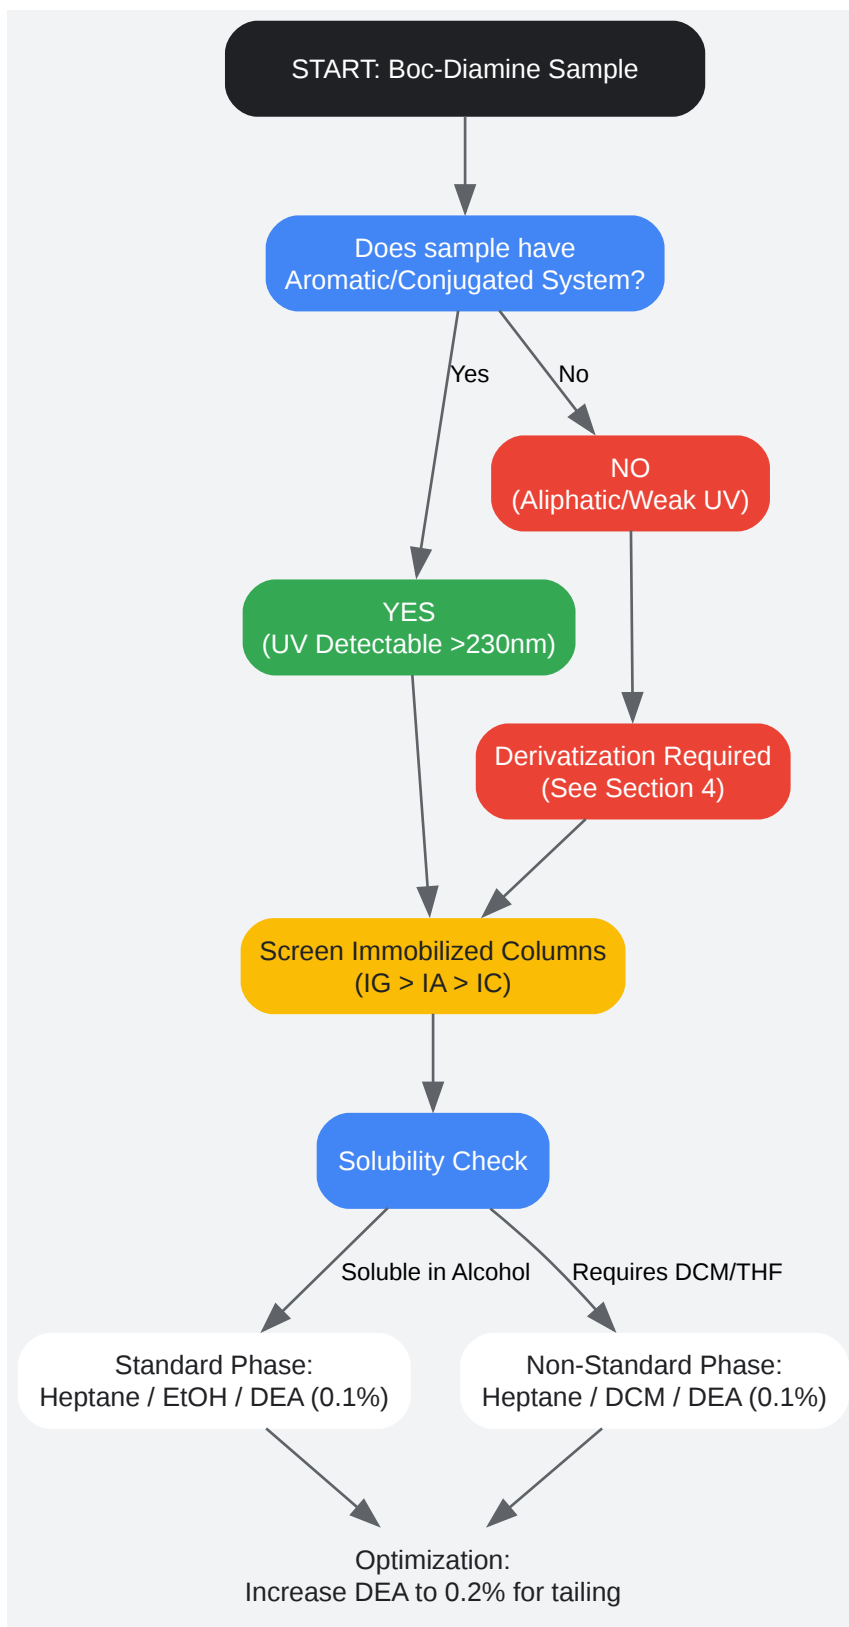 START: Boc-Diamine Sample
Does sample have
Aromatic/Conjugated System?
Yes
No
NO
(Aliphatic/Weak UV)
YES
(UV Detectable >230nm)
Derivatization Required
(See Section 4)
Screen Immobilized Columns
(IG > IA > IC)
Solubility Check
Soluble in Alcohol
Requires DCM/THF
Standard Phase:
Heptane / EtOH / DEA (0.1%)
Non-Standard Phase:
Heptane / DCM / DEA (0.1%)
Optimization:
Increase DEA to 0.2% for tailing